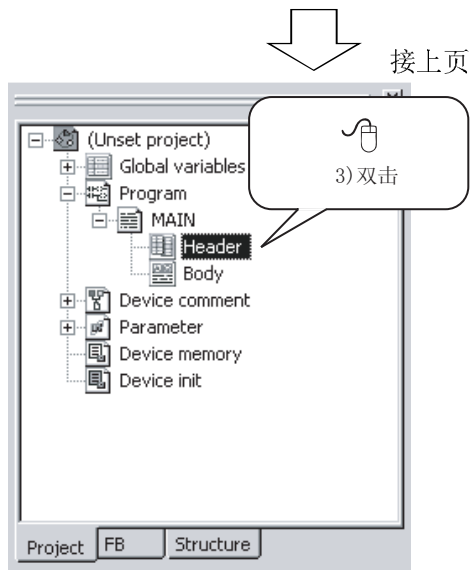 接上页
3)双击
(Unset project)
Global variables
Program
MAIN
Header
Body
Device comment
Parameter
Device memory
Device init
Project FB Structure